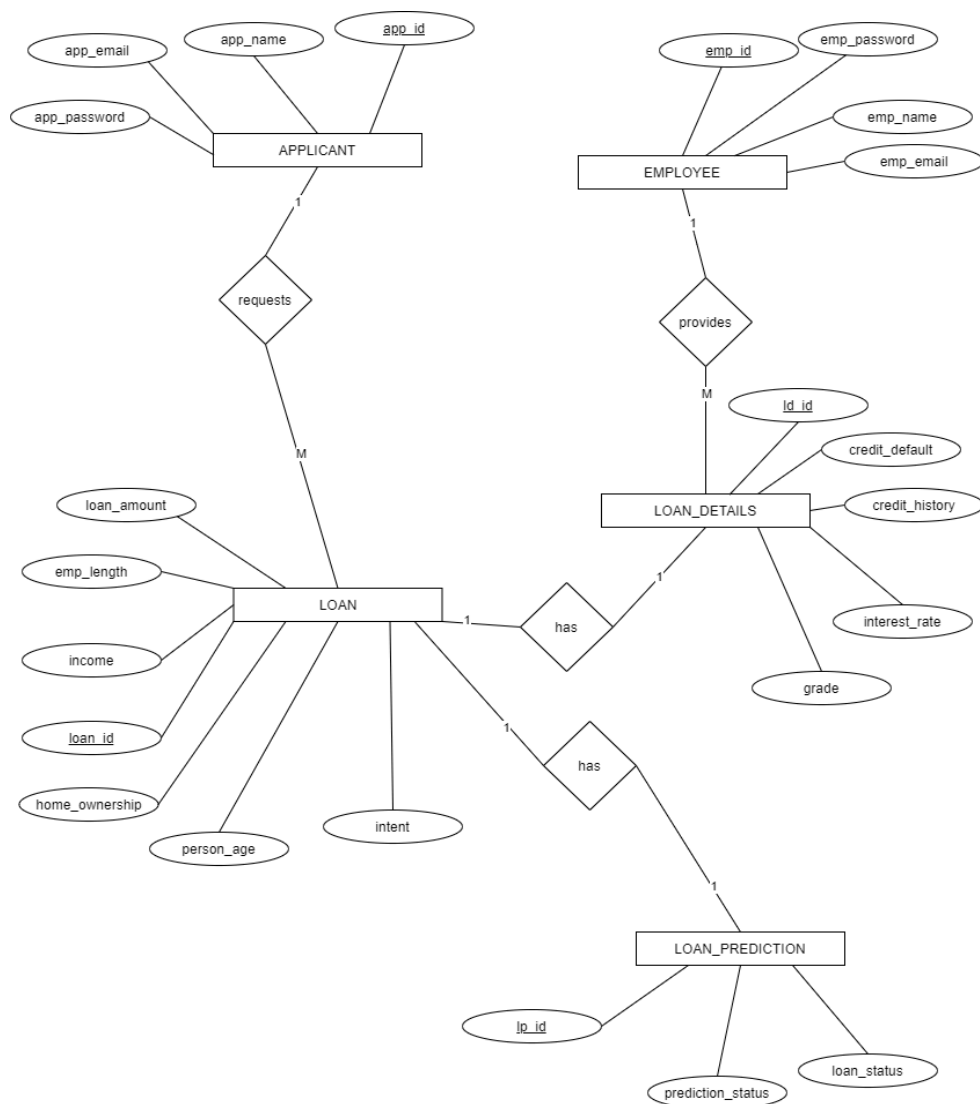 app_id
app_name
app_email
app_password
APPLICANT
emp_id
emp_password
emp_name
emp_email
EMPLOYEE
1
requests
M
1
provides
M
ld_id
credit_default
credit_history
LOAN_DETAILS
interest_rate
grade
loan_amount
emp_length
LOAN
income
loan_id
home_ownership
person_age
intent
1
has
1
1
has
1
LOAN_PREDICTION
lp_id
prediction_status
loan_status